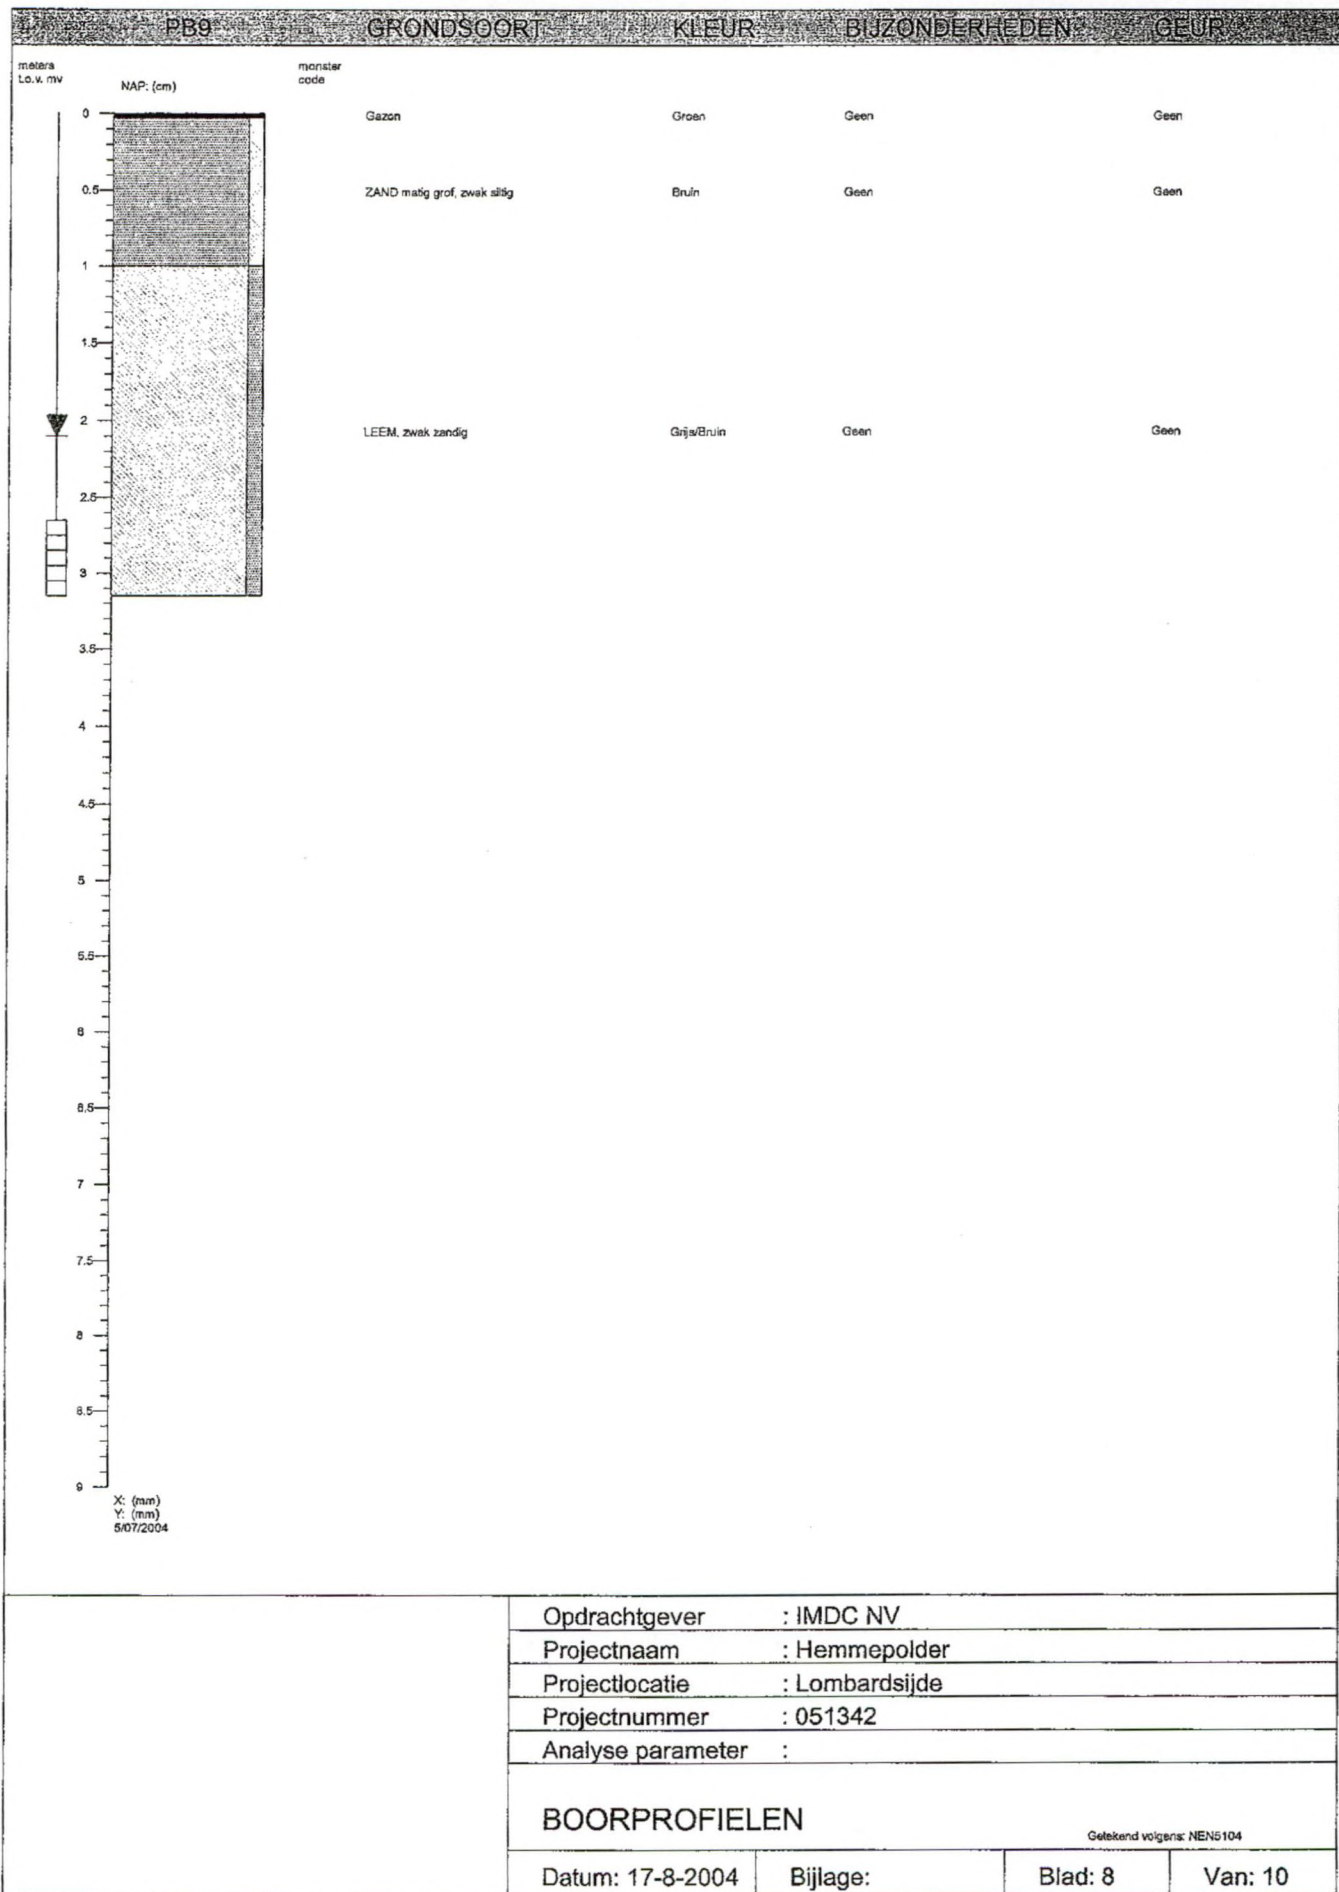 PB9 GRONDSOORT KLEUR BIJZONDERHEDEN GEUR
meters
t.o.v. mv
NAP: (cm)
monster
code
0 Gazon Groen Geen Geen
0.5 ZAND matig grof, zwak siltig Bruin Geen Geen
1
1.5
2 LEEM, zwak zandig Grijs/Bruin Geen Geen
2.5
3
3.5
4
4.5
5
5.5
6
6.5
7
7.5
8
8.5
9
X: (mm)
Y: (mm)
5/07/2004
Opdrachtgever : IMDC NV
Projectnaam : Hemmepolder
Projectlocatie : Lombardsijde
Projectnummer : 051342
Analyse parameter :
BOORPROFIELEN
Getekend volgens: NEN5104
Datum: 17-8-2004 Bijlage: Blad: 8 Van: 10